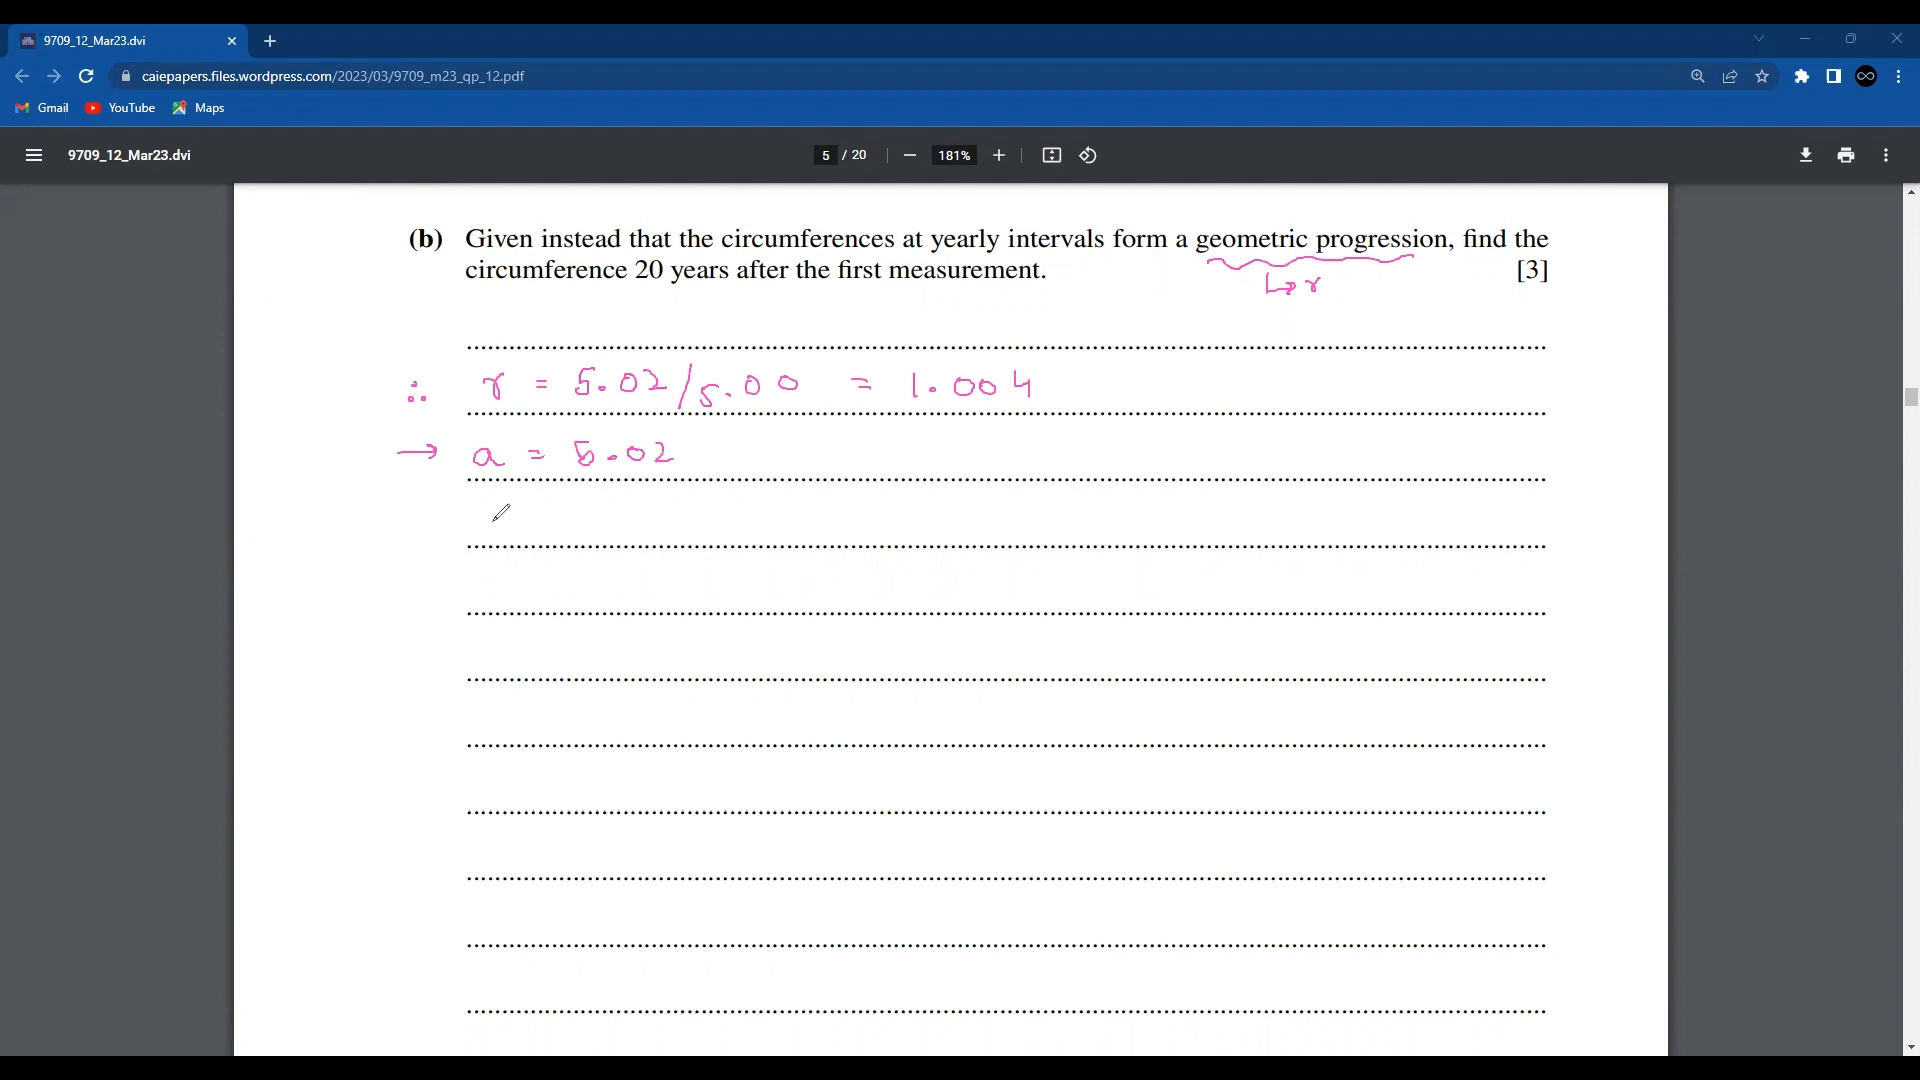 9709_12_Mar23.dvi
caiepapers.files.wordpress.com/2023/03/9709_m23_qp_12.pdf
Gmail YouTube Maps
9709_12_Mar23.dvi 5 / 20 181%
(b) Given instead that the circumferences at yearly intervals form a geometric progression, find the
circumference 20 years after the first measurement. [3]
↳ r
∴ r = 5.02/5.00 = 1.004
→ a = 5.02